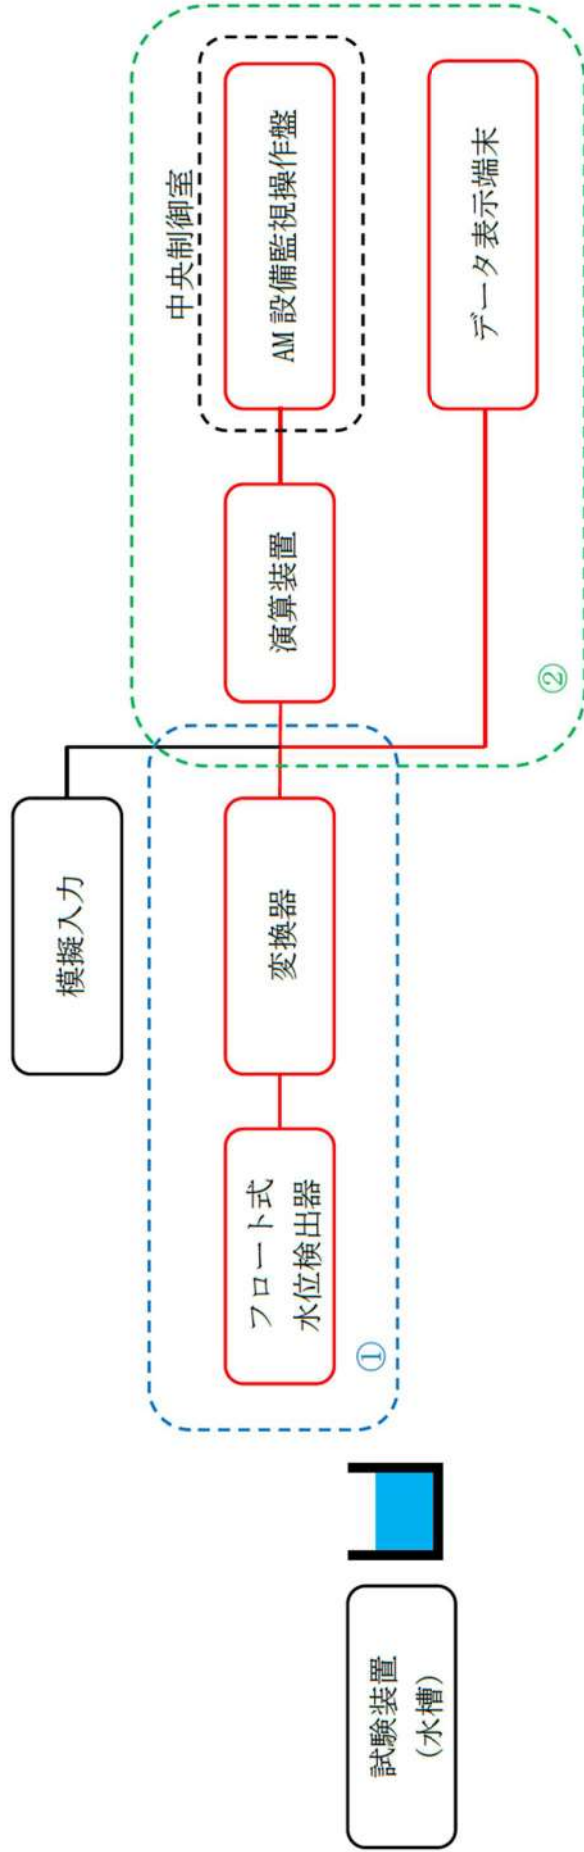 模擬入力
中央制御室
フロート式
水位検出器
変換器
演算装置
AM 設備監視操作盤
①
②
データ表示端末
試験装置
(水槽)